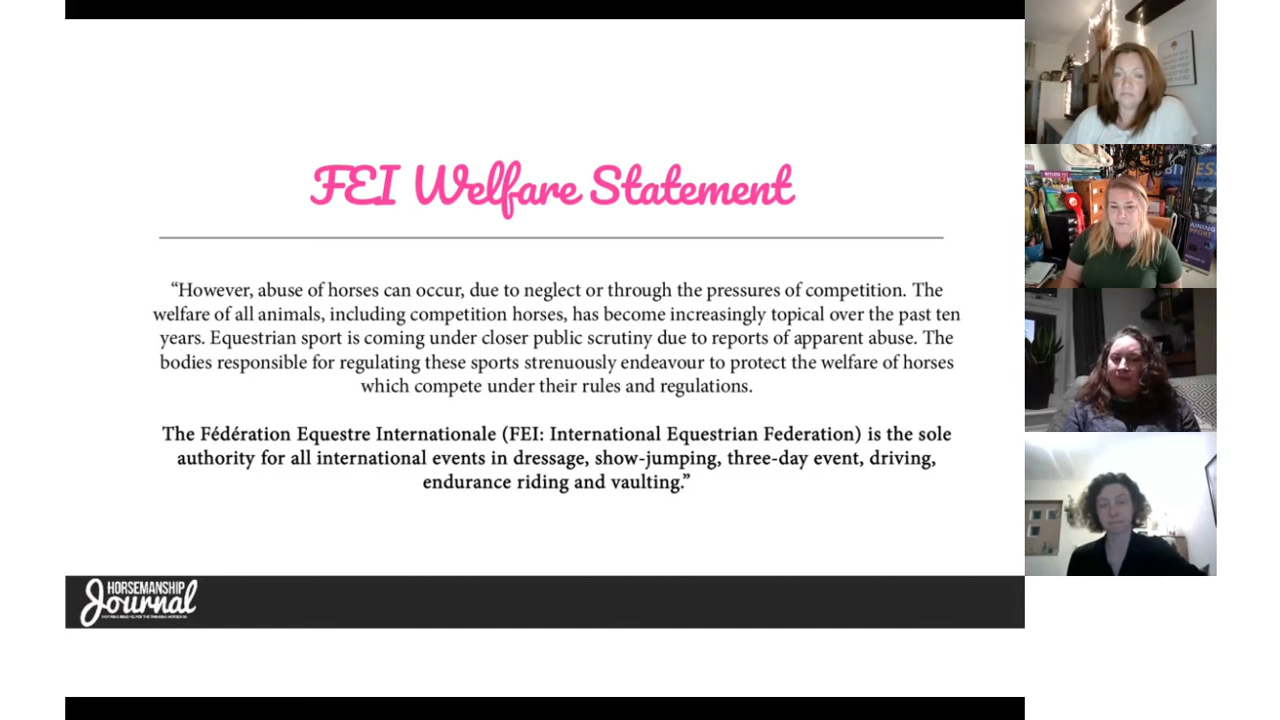 FEI Welfare Statement
“However, abuse of horses can occur, due to neglect or through the pressures of competition. The
welfare of all animals, including competition horses, has become increasingly topical over the past ten
years. Equestrian sport is coming under closer public scrutiny due to reports of apparent abuse. The
bodies responsible for regulating these sports strenuously endeavour to protect the welfare of horses
which compete under their rules and regulations.
The Fédération Equestre Internationale (FEI: International Equestrian Federation) is the sole
authority for all international events in dressage, show-jumping, three-day event, driving,
endurance riding and vaulting.”
HORSEMANSHIP
Journal